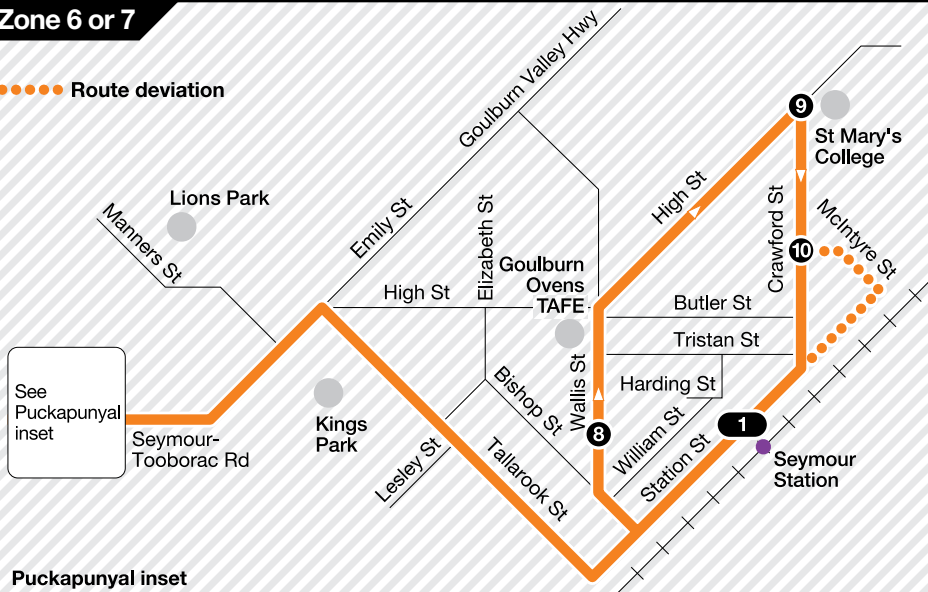 Zone 6 or 7
Route deviation
Goulburn Valley Hwy
9
St Mary's
College
Lions Park
Manners St
Emily St
Elizabeth St
High St
Crawford St
McIntyre St
10
Goulburn
Ovens
TAFE
High St
Butler St
Tristan St
See
Puckapunyal
inset
Seymour-
Tooborac Rd
Kings
Park
Bishop St
Wallis St
Harding St
8
William St
1
Station St
Seymour
Station
Lesley St
Tallarook St
Puckapunyal inset